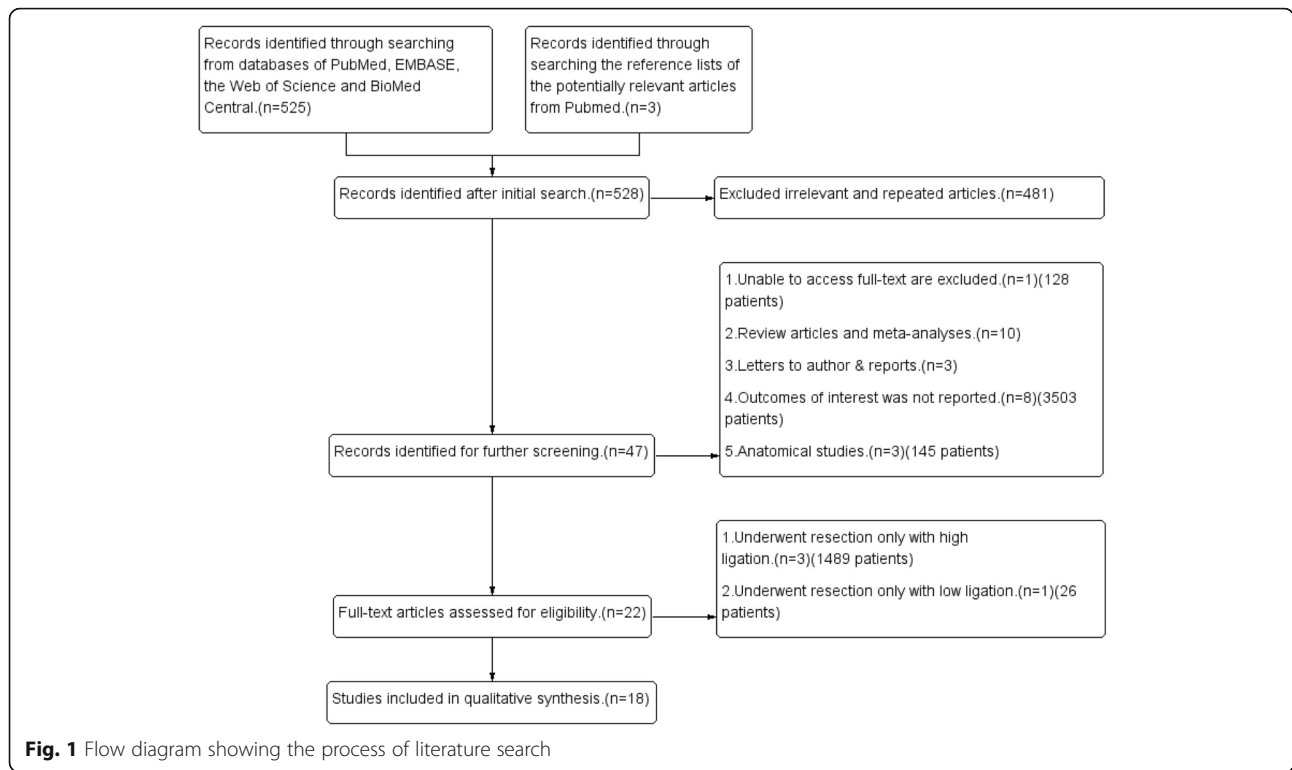 Records identified through searching
from databases of PubMed, EMBASE,
the Web of Science and BioMed
Central.(n=525)
Records identified through
searching the reference lists of
the potentially relevant articles
from Pubmed.(n=3)
Records identified after initial search.(n=528)
Excluded irrelevant and repeated articles.(n=481)
1.Unable to access full-text are excluded.(n=1)(128
patients)
2.Review articles and meta-analyses.(n=10)
3.Letters to author & reports.(n=3)
4.Outcomes of interest was not reported.(n=8)(3503
patients)
5.Anatomical studies.(n=3)(145 patients)
Records identified for further screening.(n=47)
1.Underwent resection only with high
ligation.(n=3)(1489 patients)
2.Underwent resection only with low ligation.(n=1)(26
patients)
Full-text articles assessed for eligibility.(n=22)
Studies included in qualitative synthesis.(n=18)
Fig. 1 Flow diagram showing the process of literature search